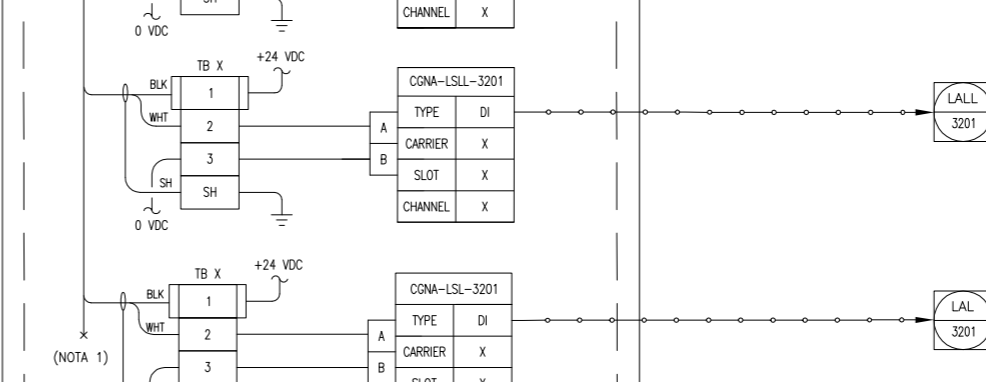 SH
0 VDC
CHANNEL X
TB X
+24 VDC
BLK
1
WHT
2
3
SH
SH
0 VDC
A
B
CGNA-LSLL-3201
TYPE DI
CARRIER X
SLOT X
CHANNEL X
LALL
3201
TB X
+24 VDC
BLK
1
WHT
2
3
(NOTA 1)
A
B
CGNA-LSL-3201
TYPE DI
CARRIER X
SLOT X
LAL
3201